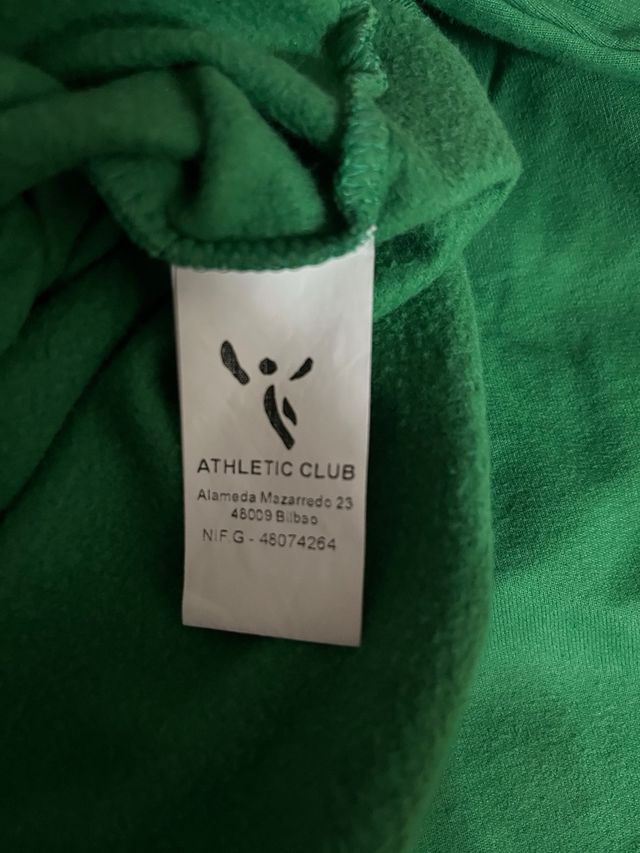 ATHLETIC CLUB
Alameda Mazarredo 23
48009 Bilbao
N.I.F.G - 48074264